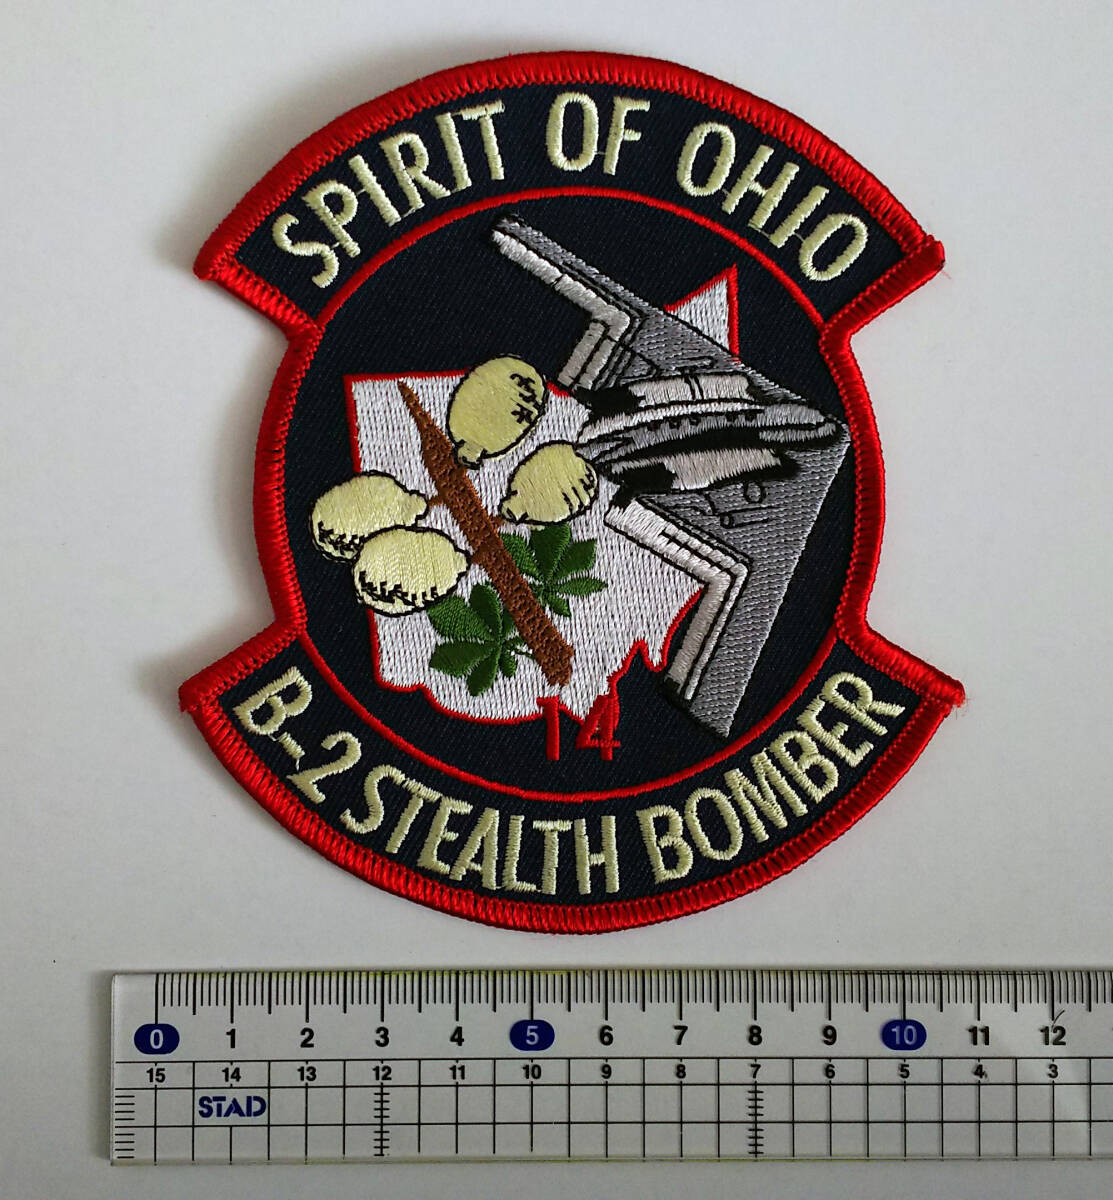 SPIRIT OF OHIO
14
B-2 STEALTH BOMBER
0 1 2 3 4 5 6 7 8 9 10 11 12
15 14 13 12 11 10 9 8 7 6 5 4 3
STAD